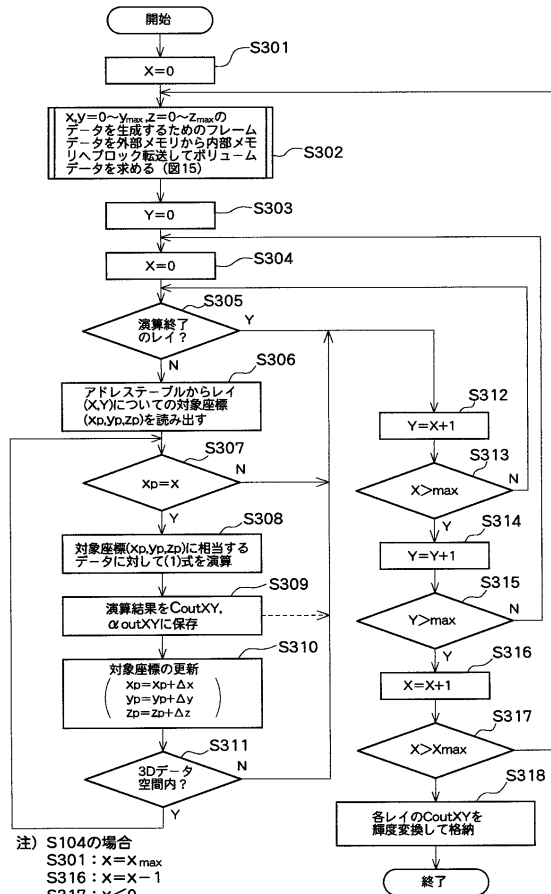 開始
S301
X=0
x,y=0～ymax,z=0～zmaxの
データを生成するためのフレーム
データを外部メモリから内部メモ
リへブロック転送してボリューム
データを求める (図15)
S302
S303
Y=0
S304
X=0
S305
演算終了
のレイ?
Y
N
S306
アドレステーブルからレイ
(X,Y)についての対象座標
(xp,yp,zp)を読み出す
S307
xp=x
N
Y
S308
対象座標(xp,yp,zp)に相当する
データに対して(1)式を演算
S309
演算結果をCoutXY,
αoutXYに保存
S310
対象座標の更新
xp=xp+Δx
yp=yp+Δy
zp=zp+Δz
S311
3Dデータ
空間内?
N
Y
S312
Y=X+1
S313
X>max
N
Y
S314
Y=Y+1
S315
Y>max
N
Y
S316
X=X+1
S317
X>Xmax
S318
各レイのCoutXYを
輝度変換して格納
終了
注) S104の場合
S301：x=xmax
S316：x=x−1
S317：x<0